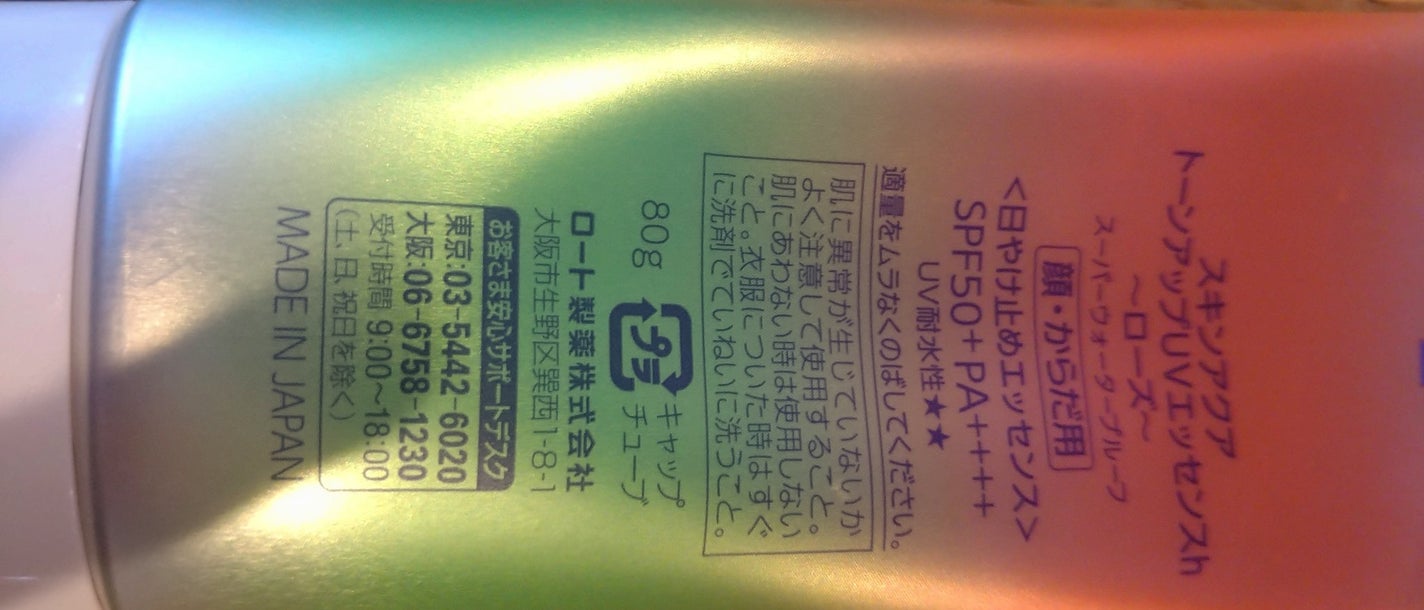 スキンアクア
トーンアップUVエッセンスh
～ローズ～
スーパーウォータープルーフ
顔・からだ用
<日やけ止めエッセンス>
SPF50+ PA++++
UV耐水性★★
適量をムラなくのばしてください。
肌に異常が生じていないか
よく注意して使用すること。
肌にあわない時は使用しない
こと。衣服についた時はすぐ
に洗剤でていねいに洗うこと。
80g プラ キャップ
チューブ
ロート製薬株式会社
大阪市生野区巽西1-8-1
お客さま安心サポートデスク
東京:03-5442-6020
大阪:06-6758-1230
受付時間 9:00～18:00
(土、日、祝日を除く)
MADE IN JAPAN